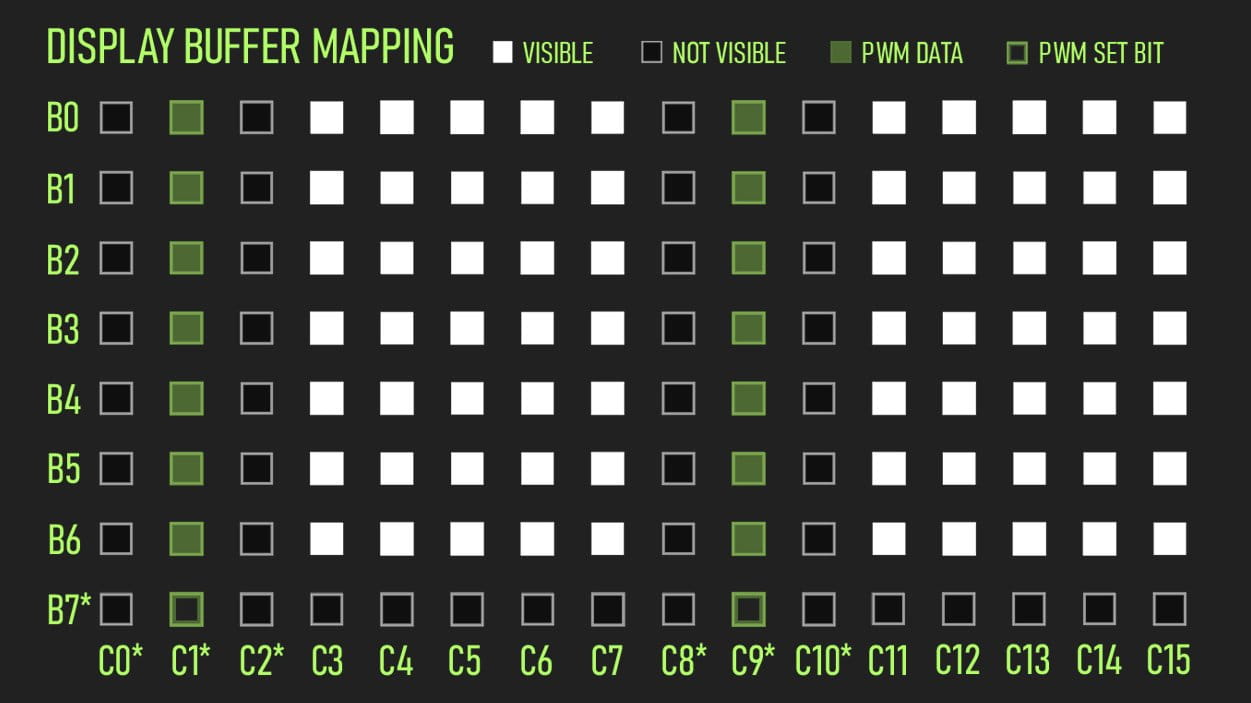 DISPLAY BUFFER MAPPING VISIBLE NOT VISIBLE PWM DATA PWM SET BIT
B0
B1
B2
B3
B4
B5
B6
B7*
C0* C1* C2* C3 C4 C5 C6 C7 C8* C9* C10* C11 C12 C13 C14 C15